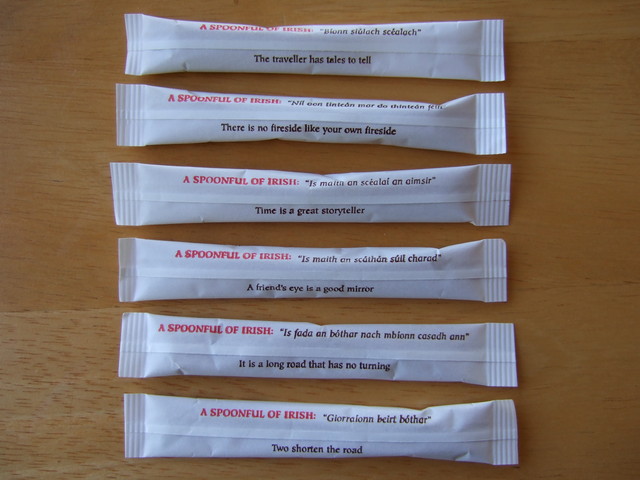 A SPOONFUL OF IRISH: "Bíonn siúlach scéalach"
The traveller has tales to tell
A SPOONFUL OF IRISH: "Níl aon tinteán mar do thinteán féin
There is no fireside like your own fireside
A SPOONFUL OF IRISH: "Is maith an scéalaí an aimsir"
Time is a great storyteller
A SPOONFUL OF IRISH: "Is maith an scáthán súil charad"
A friend's eye is a good mirror
A SPOONFUL OF IRISH: "Is fada an bóthar nach mbíonn casadh ann"
It is a long road that has no turning
A SPOONFUL OF IRISH: "Giorraíonn beirt bóthar"
Two shorten the road